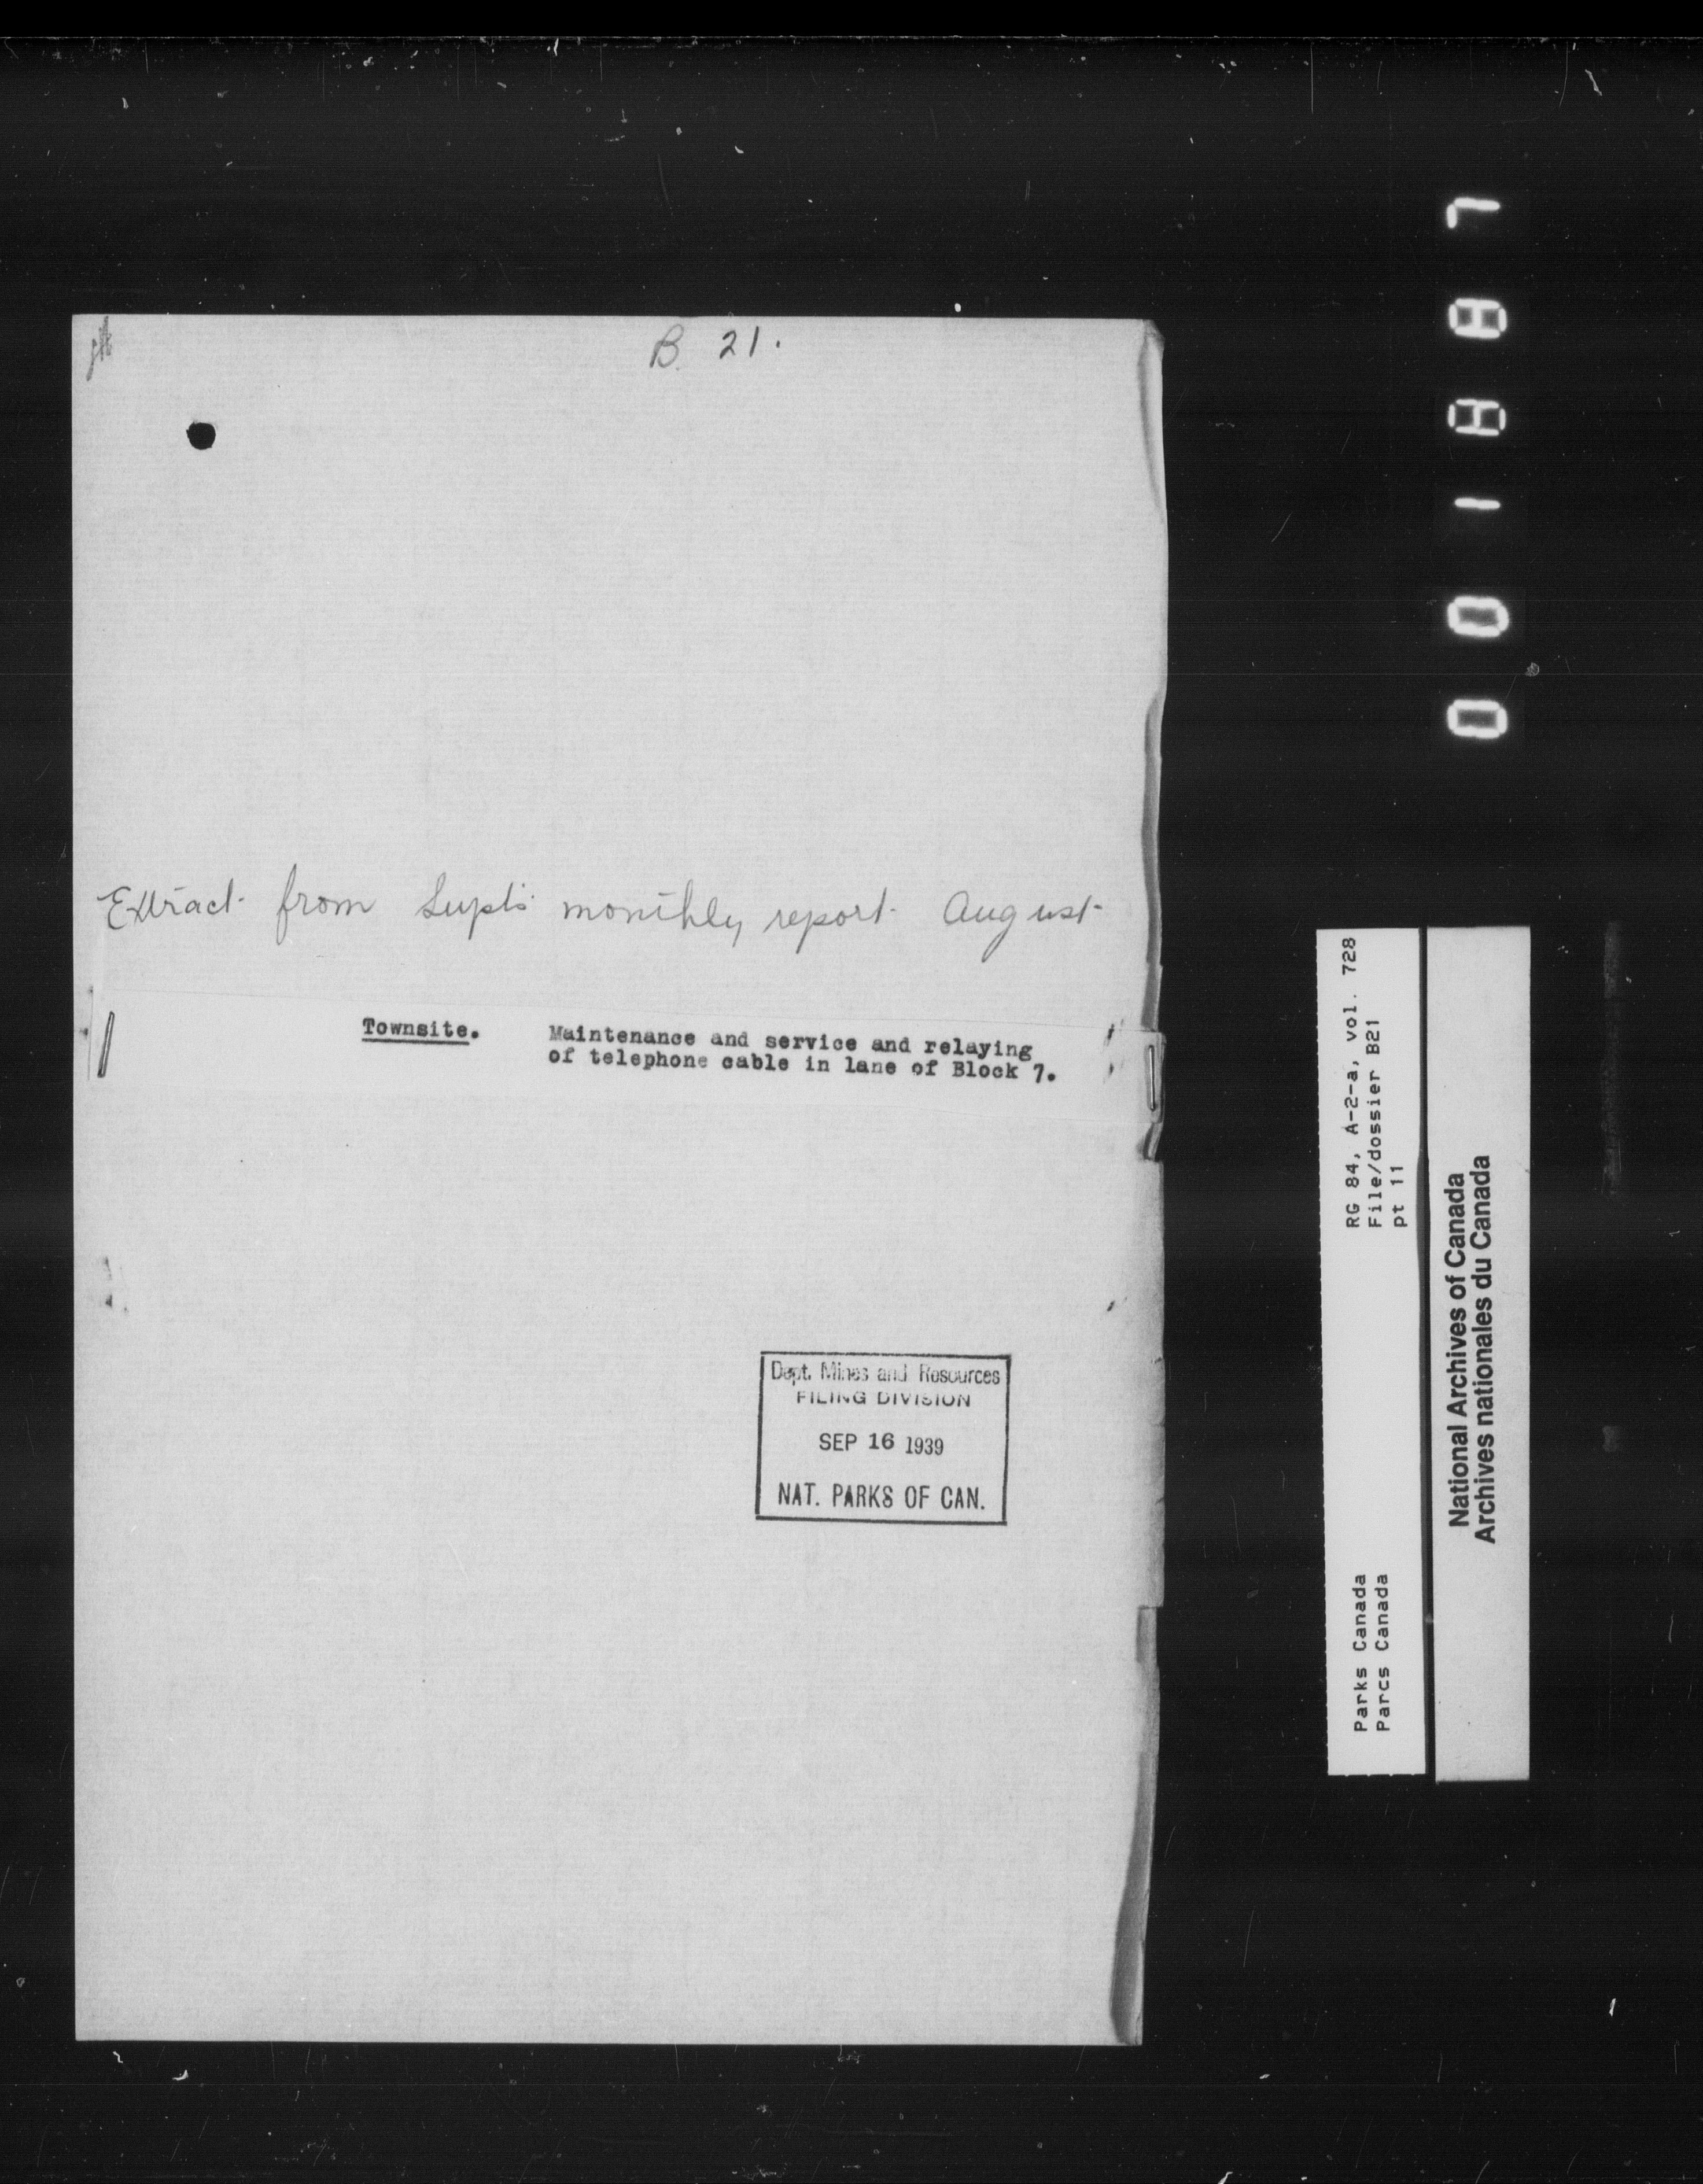 B. 21.
Extract from Supt's monthly report August
Townsite. Maintenance and service and relaying
of telephone cable in lane of Block 7.
Dept. Mines and Resources
FILING DIVISION
SEP 16 1939
NAT. PARKS OF CAN.
Parks Canada
Parcs Canada
RG 84, A-2-a, vol. 728
File/dossier B21
pt 11
National Archives of Canada
Archives nationales du Canada